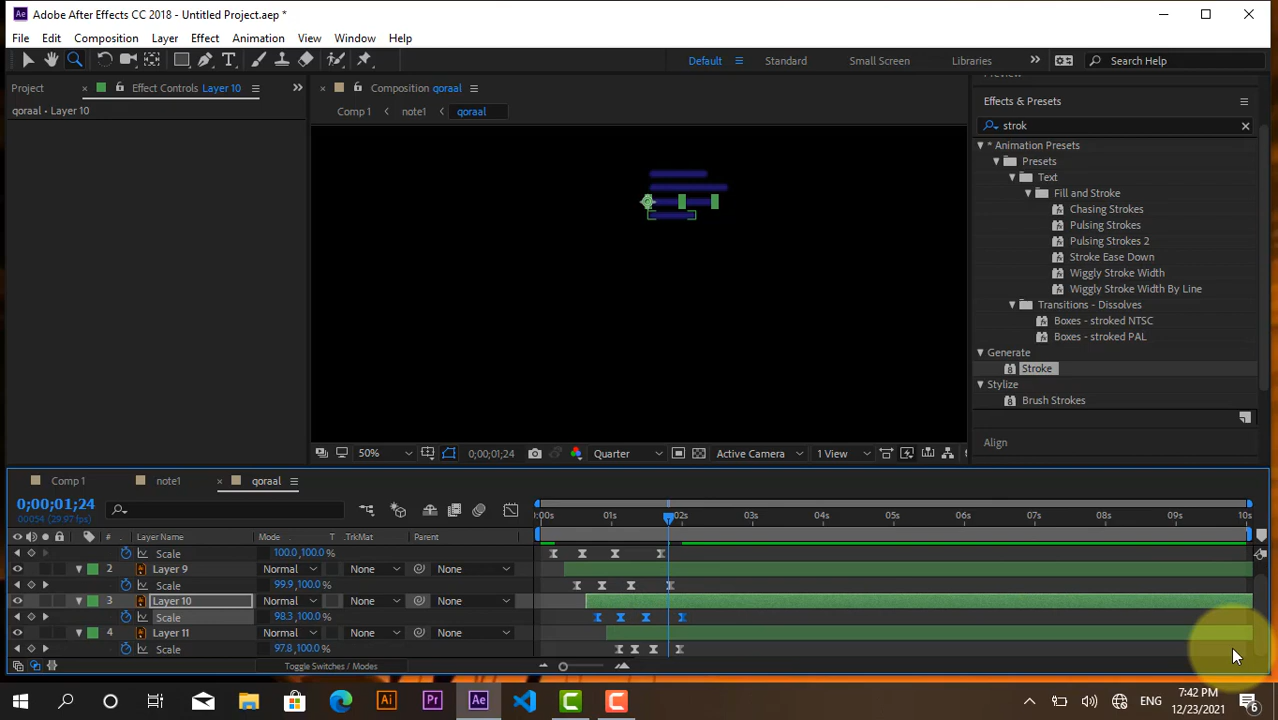 Adobe After Effects CC 2018 - Untitled Project.aep *
File Edit Composition Layer Effect Animation View Window Help
Default Standard Small Screen Libraries Search Help
Project Effect Controls Layer 10
qoraal • Layer 10
Composition qoraal
Comp 1 note1 qoraal
Effects & Presets
strok
* Animation Presets
Presets
Text
Fill and Stroke
Chasing Strokes
Pulsing Strokes
Pulsing Strokes 2
Stroke Ease Down
Wiggly Stroke Width
Wiggly Stroke Width By Line
Transitions - Dissolves
Boxes - stroked NTSC
Boxes - stroked PAL
Generate
Stroke
Stylize
Brush Strokes
Align
50% 0;00;01;24 Quarter Active Camera 1 View
Comp 1 note1 qoraal
0;00;01;24
00054 (29.97 fps)
:00s 01s 02s 03s 04s 05s 06s 07s 08s 09s 10s
# Layer Name Mode T .TrkMat Parent
Scale 100.0,100.0 %
2 Layer 9 Normal None None
Scale 99.9,100.0 %
3 Layer 10 Normal None None
Scale 98.3,100.0 %
4 Layer 11 Normal None None
Scale 97.8,100.0 %
Toggle Switches / Modes
ENG 7:42 PM
12/23/2021 6